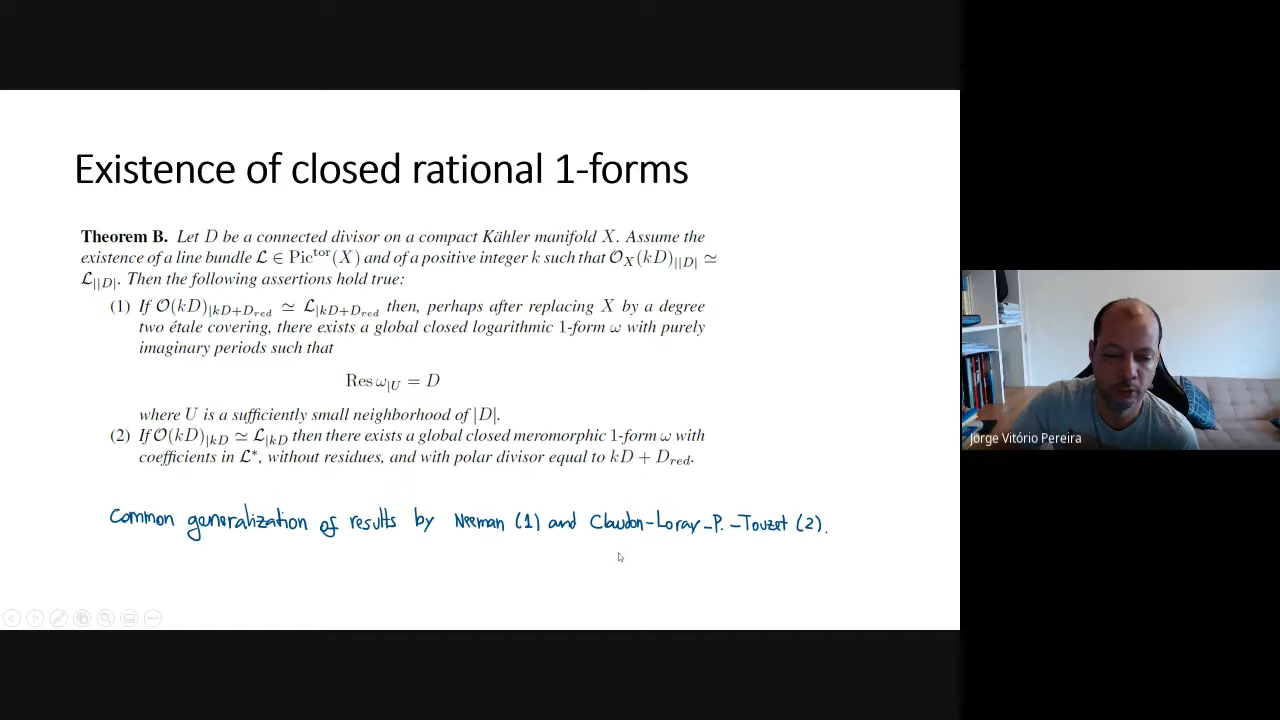 Existence of closed rational 1-forms
Theorem B. Let D be a connected divisor on a compact Kähler manifold X. Assume the
existence of a line bundle ℒ ∈ Pic^tor(X) and of a positive integer k such that 𝒪_X(kD)_{||D|} ≃
ℒ_{||D|}. Then the following assertions hold true:
(1) If 𝒪(kD)_{|kD+D_red} ≃ ℒ_{|kD+D_red} then, perhaps after replacing X by a degree
two étale covering, there exists a global closed logarithmic 1-form ω with purely
imaginary periods such that
Res ω_{|U} = D
where U is a sufficiently small neighborhood of |D|.
(2) If 𝒪(kD)_{|kD} ≃ ℒ_{|kD} then there exists a global closed meromorphic 1-form ω with
coefficients in ℒ*, without residues, and with polar divisor equal to kD + D_red.
Common generalization of results by Neeman (1) and Claudon-Loray-P.-Touzet (2).
Jorge Vitório Pereira